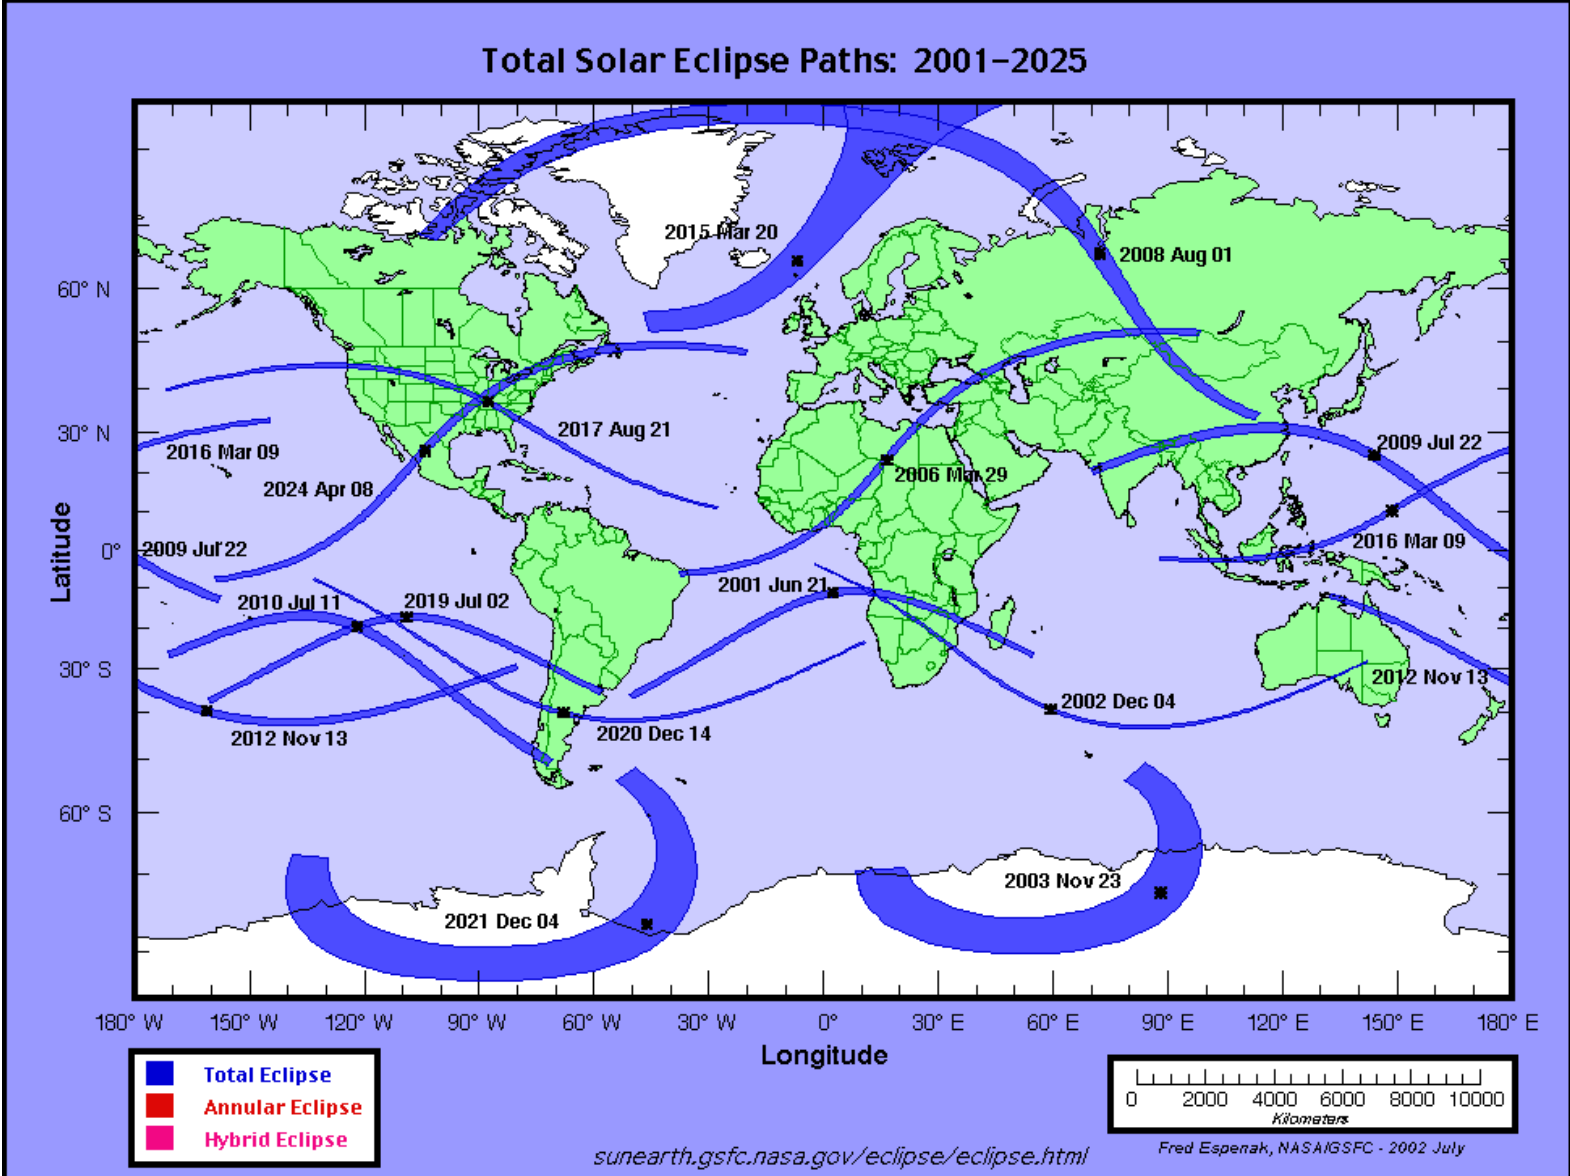 Total Solar Eclipse Paths: 2001-2025
2015 Mar 20
2008 Aug 01
60° N
2017 Aug 21
30° N
2016 Mar 09
2009 Jul 22
2006 Mar 29
2024 Apr 08
2016 Mar 09
Latitude
0°
2009 Jul 22
2001 Jun 21
2010 Jul 11
2019 Jul 02
30° S
2012 Nov 13
2002 Dec 04
2012 Nov 13
2020 Dec 14
60° S
2003 Nov 23
2021 Dec 04
180° W 150° W 120° W 90° W 60° W 30° W 0° 30° E 60° E 90° E 120° E 150° E 180° E
Longitude
Total Eclipse
Annular Eclipse
Hybrid Eclipse
0 2000 4000 6000 8000 10000
Kilometers
Fred Espenak, NASA/GSFC - 2002 July
sunearth.gsfc.nasa.gov/eclipse/eclipse.html